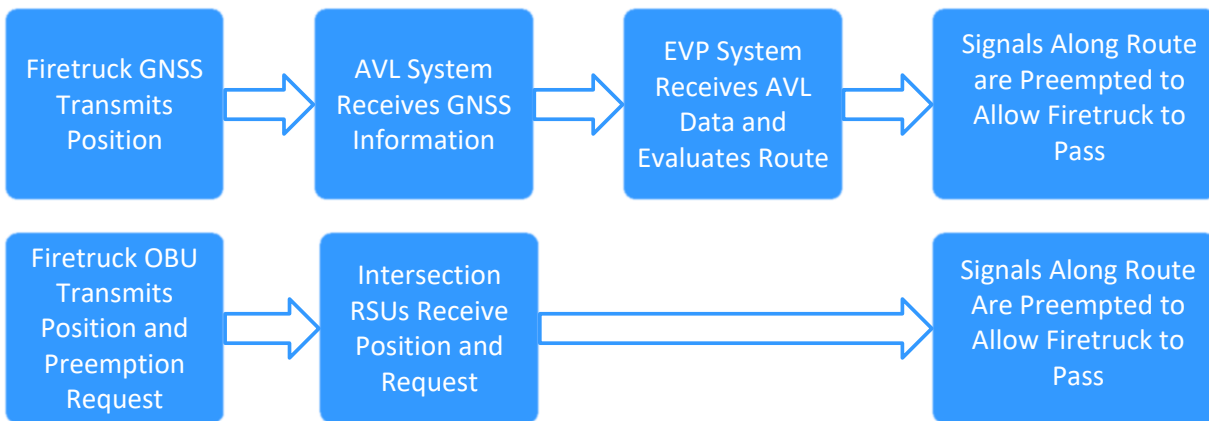 Firetruck GNSS
Transmits
Position
AVL System
Receives GNSS
Information
EVP System
Receives AVL
Data and
Evaluates Route
Signals Along Route
are Preempted to
Allow Firetruck to
Pass
Firetruck OBU
Transmits
Position and
Preemption
Request
Intersection
RSUs Receive
Position and
Request
Signals Along Route
Are Preempted to
Allow Firetruck to
Pass